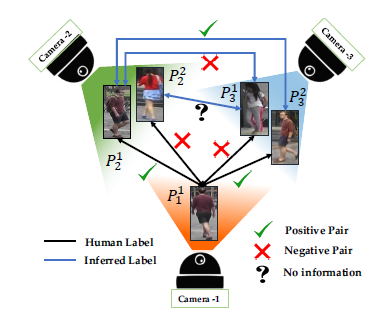 Camera -2
Camera -3
P₂²
P₃¹
P₃²
?
P₂¹
P₁¹
Positive Pair
Human Label
Negative Pair
Inferred Label
? No information
Camera -1